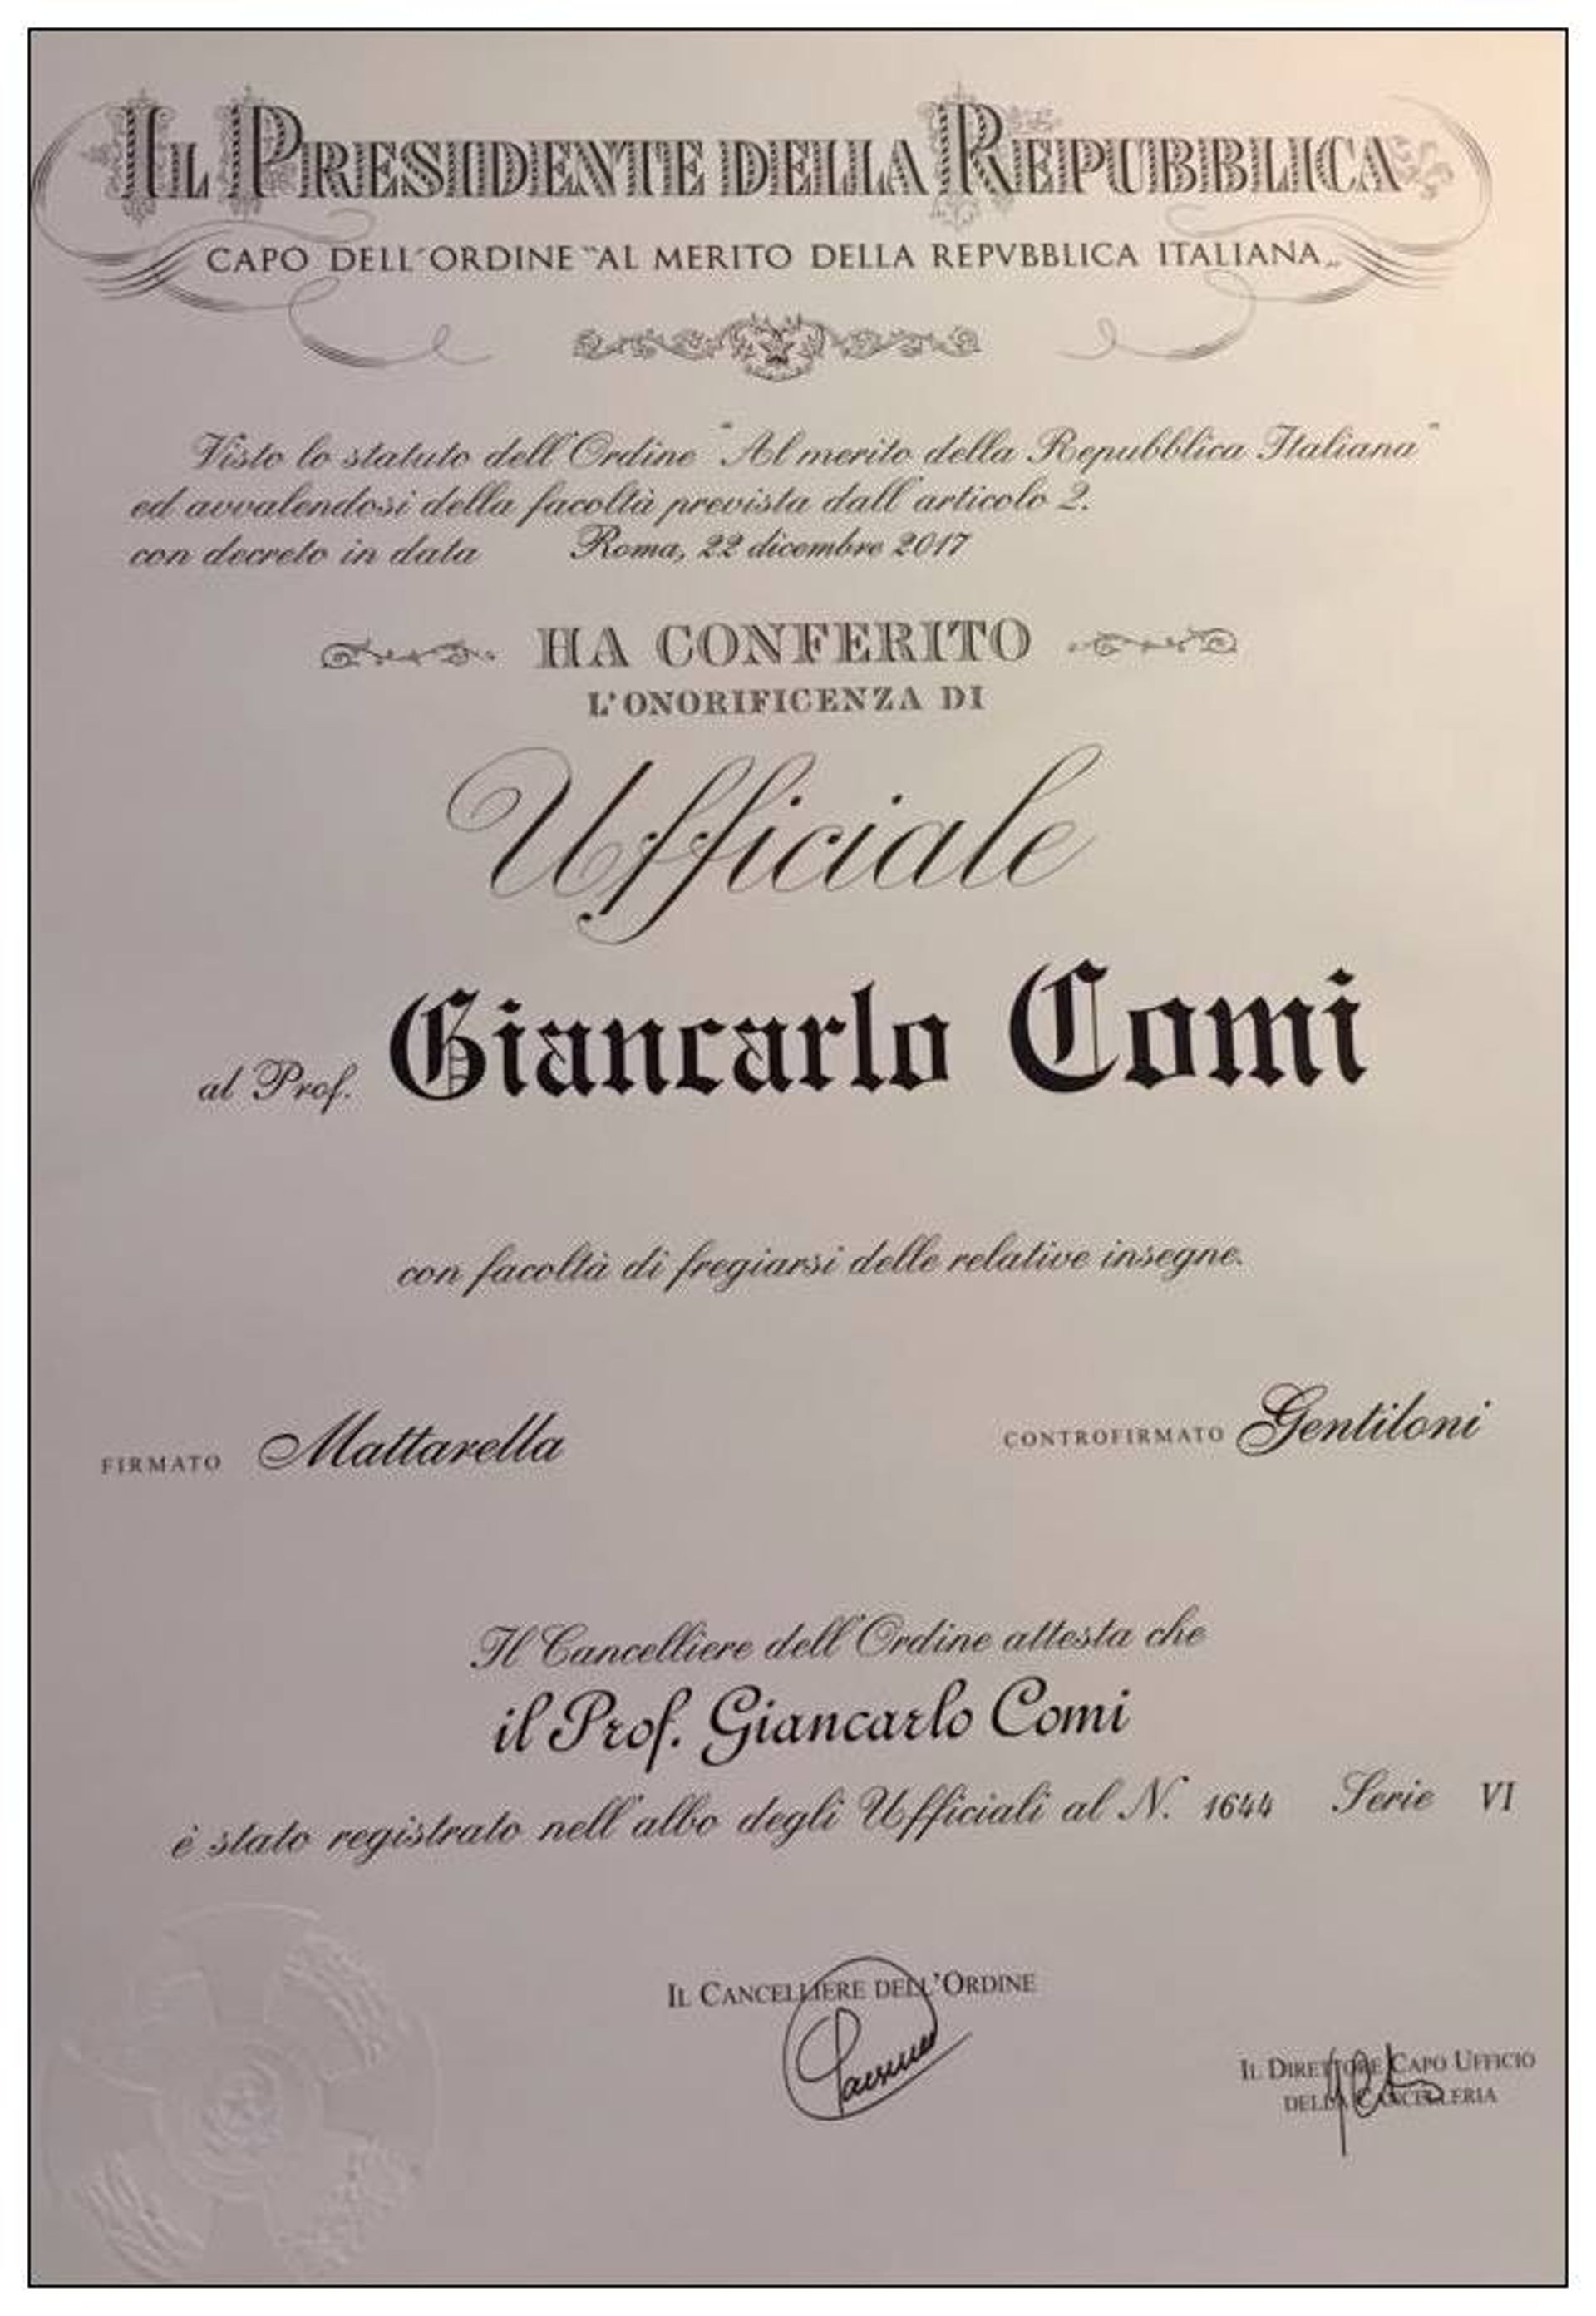 IL PRESIDENTE DELLA REPUBBLICA
CAPO DELL'ORDINE "AL MERITO DELLA REPVBBLICA ITALIANA„
Visto lo statuto dell'Ordine "Al merito della Repubblica Italiana"
ed avvalendosi della facoltà prevista dall'articolo 2.
con decreto in data Roma, 22 dicembre 2017
HA CONFERITO
L'ONORIFICENZA DI
Ufficiale
al Prof. Giancarlo Comi
con facoltà di fregiarsi delle relative insegne.
FIRMATO Mattarella CONTROFIRMATO Gentiloni
Il Cancelliere dell'Ordine attesta che
il Prof. Giancarlo Comi
è stato registrato nell'albo degli Ufficiali al N. 1644 Serie VI
IL CANCELLIERE DELL'ORDINE
IL DIRETTORE CAPO UFFICIO
DELLA CANCELLERIA